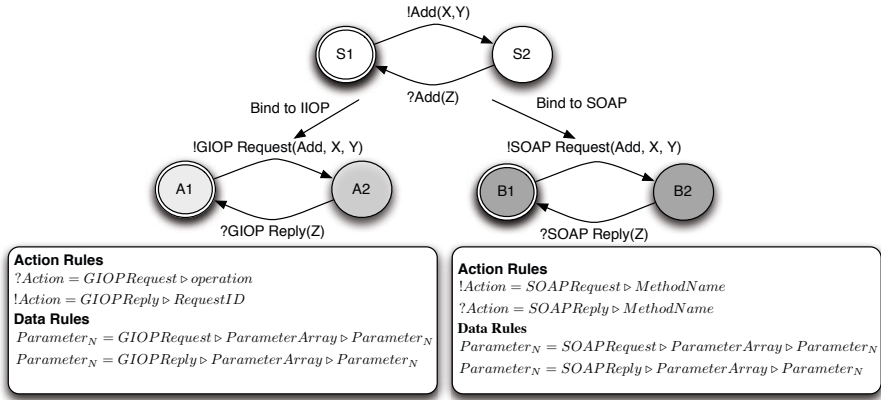 !Add(X,Y)
S1
S2
?Add(Z)
Bind to IIOP
Bind to SOAP
!GIOP Request(Add, X, Y)
!SOAP Request(Add, X, Y)
A1
A2
B1
B2
?GIOP Reply(Z)
?SOAP Reply(Z)
Action Rules
?Action = GIOPRequest ▹ operation
!Action = GIOPReply ▹ RequestID
Data Rules
Parameter_N = GIOPRequest ▹ ParameterArray ▹ Parameter_N
Parameter_N = GIOPReply ▹ ParameterArray ▹ Parameter_N
Action Rules
!Action = SOAPRequest ▹ MethodName
?Action = SOAPReply ▹ MethodName
Data Rules
Parameter_N = SOAPRequest ▹ ParameterArray ▹ Parameter_N
Parameter_N = SOAPReply ▹ ParameterArray ▹ Parameter_N